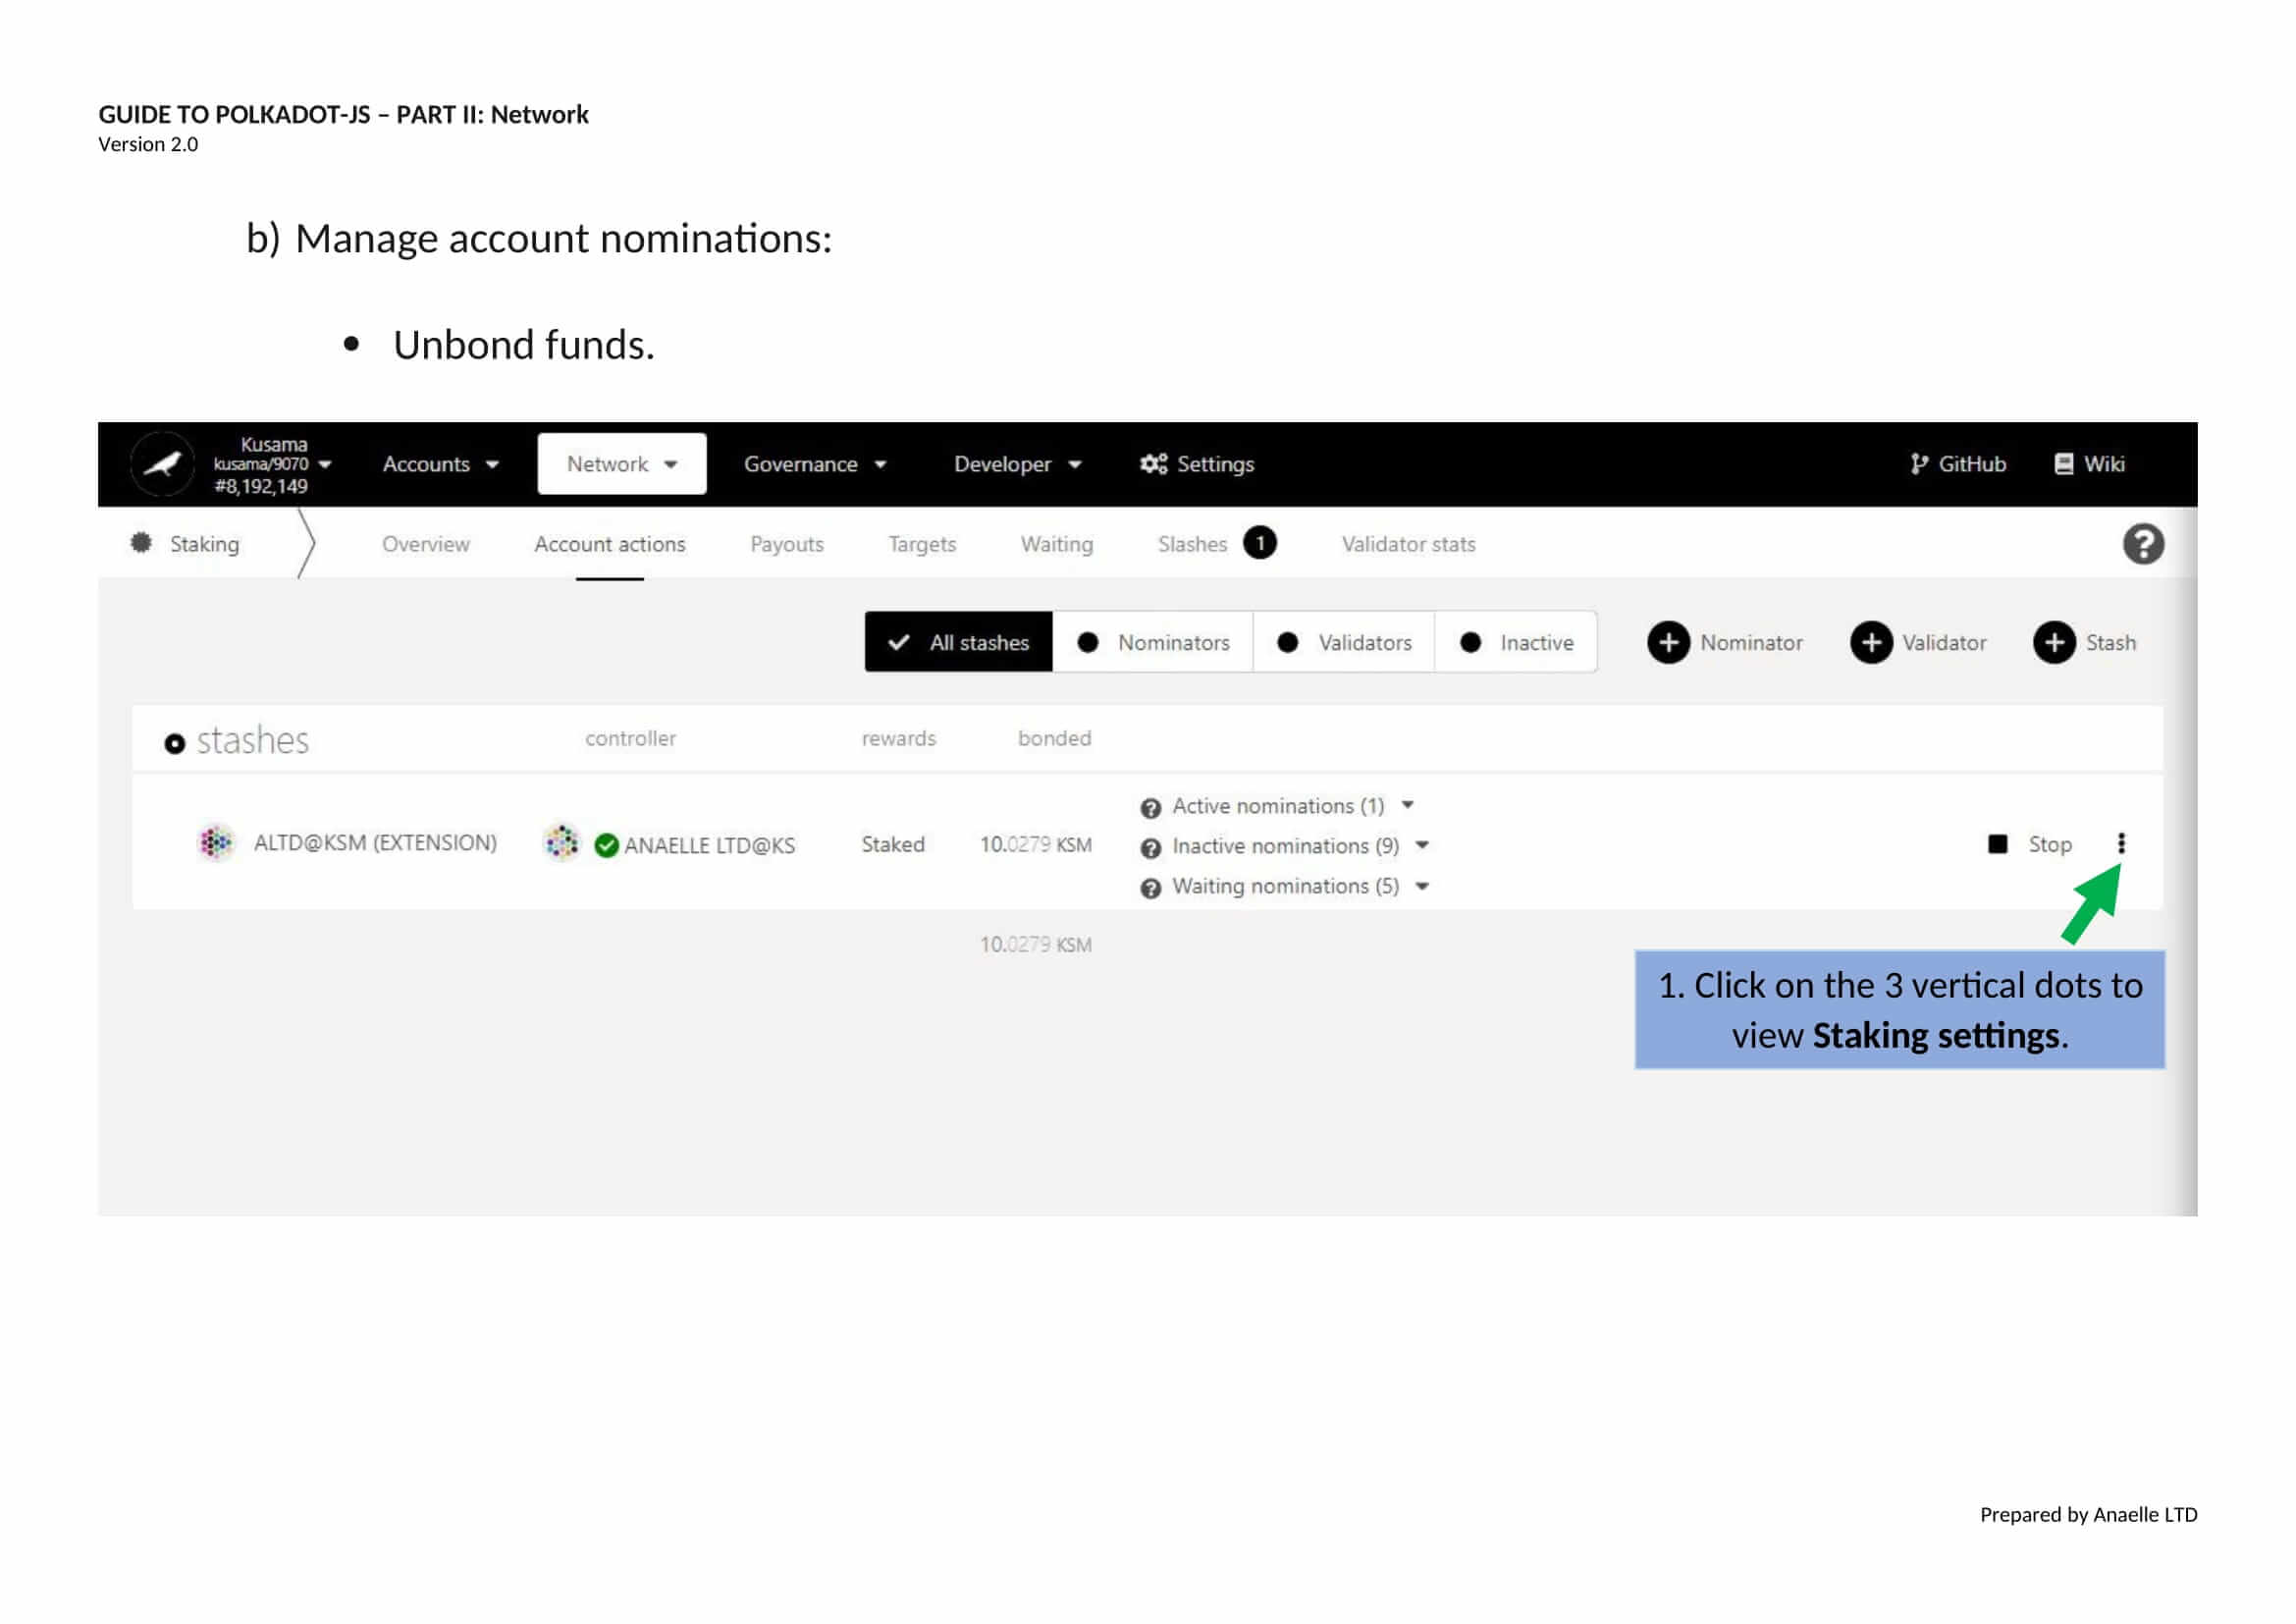 GUIDE TO POLKADOT-JS – PART II: Network
Version 2.0
b) Manage account nominations:
• Unbond funds.
Kusama
kusama/9070
#8,192,149
Accounts
Network
Governance
Developer
Settings
GitHub
Wiki
Staking
Overview
Account actions
Payouts
Targets
Waiting
Slashes 1
Validator stats
All stashes
Nominators
Validators
Inactive
Nominator
Validator
Stash
stashes
controller
rewards
bonded
ALTD@KSM (EXTENSION)
ANAELLE LTD@KS
Staked
10.0279 KSM
Active nominations (1)
Inactive nominations (9)
Waiting nominations (5)
Stop
10.0279 KSM
1. Click on the 3 vertical dots to
view Staking settings.
Prepared by Anaelle LTD